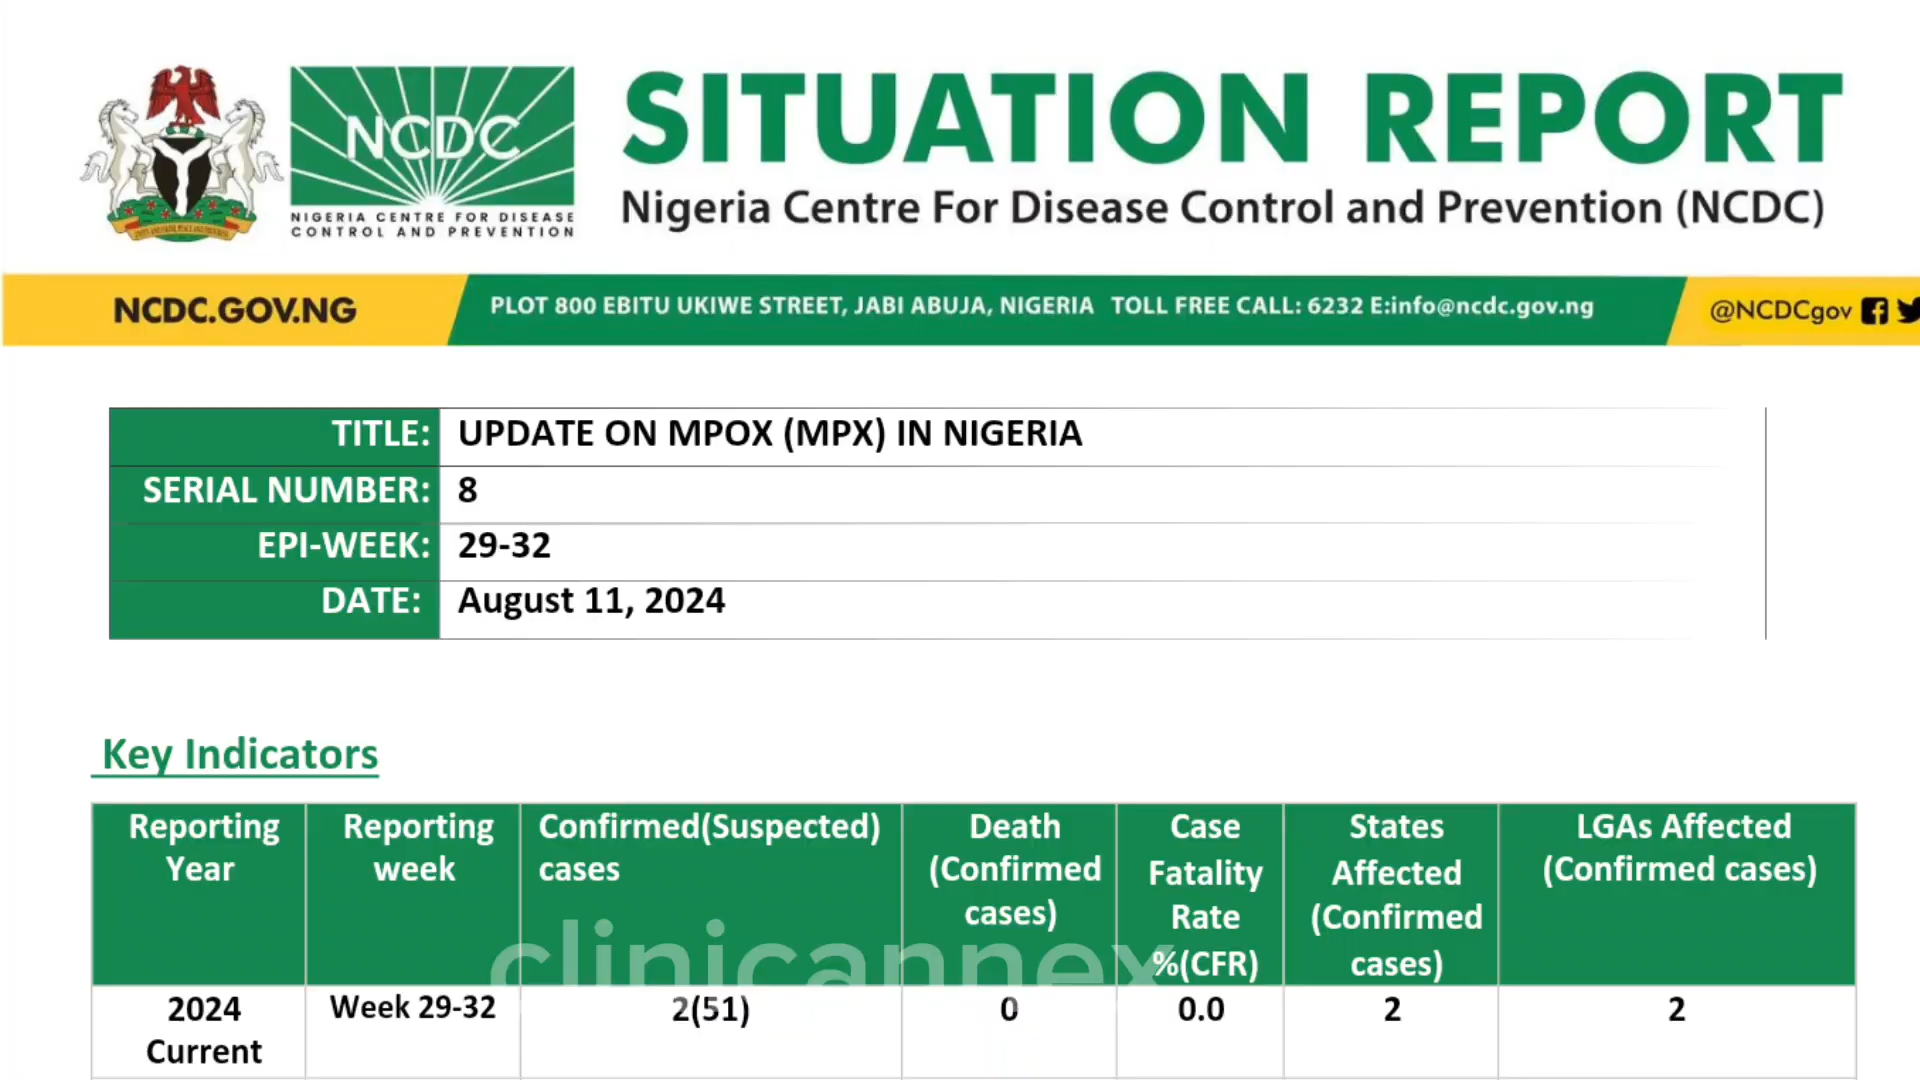 NCDC
NIGERIA CENTRE FOR DISEASE
CONTROL AND PREVENTION
SITUATION REPORT
Nigeria Centre For Disease Control and Prevention (NCDC)
NCDC.GOV.NG
PLOT 800 EBITU UKIWE STREET, JABI ABUJA, NIGERIA TOLL FREE CALL: 6232 E:info@ncdc.gov.ng
@NCDCgov
TITLE: UPDATE ON MPOX (MPX) IN NIGERIA
SERIAL NUMBER: 8
EPI-WEEK: 29-32
DATE: August 11, 2024
Key Indicators
Reporting Year
Reporting week
Confirmed(Suspected) cases
Death (Confirmed cases)
Case Fatality Rate %(CFR)
States Affected (Confirmed cases)
LGAs Affected (Confirmed cases)
clinicannex
2024 Current
Week 29-32
2(51)
0
0.0
2
2